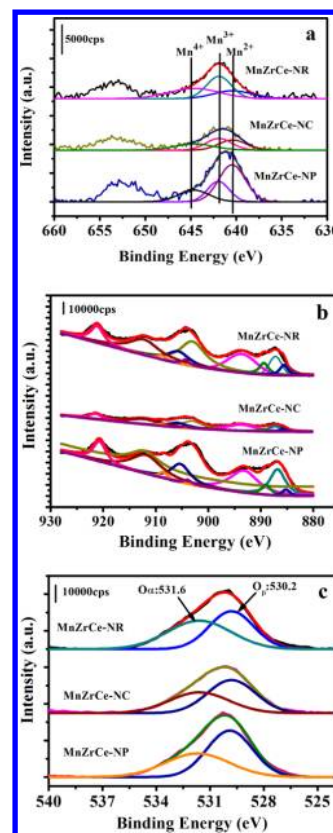 5000cps
a
Mn3+
Mn4+
Mn2+
MnZrCe-NR
MnZrCe-NC
MnZrCe-NP
Intensity (a.u.)
660 655 650 645 640 635 630
Binding Energy (eV)
10000cps
b
MnZrCe-NR
MnZrCe-NC
MnZrCe-NP
Intensity (a.u.)
930 920 910 900 890 880
Binding Energy (eV)
10000cps
c
Oα:531.6
Oβ:530.2
MnZrCe-NR
MnZrCe-NC
MnZrCe-NP
Intensity (a.u.)
540 537 534 531 528 525
Binding Energy (eV)